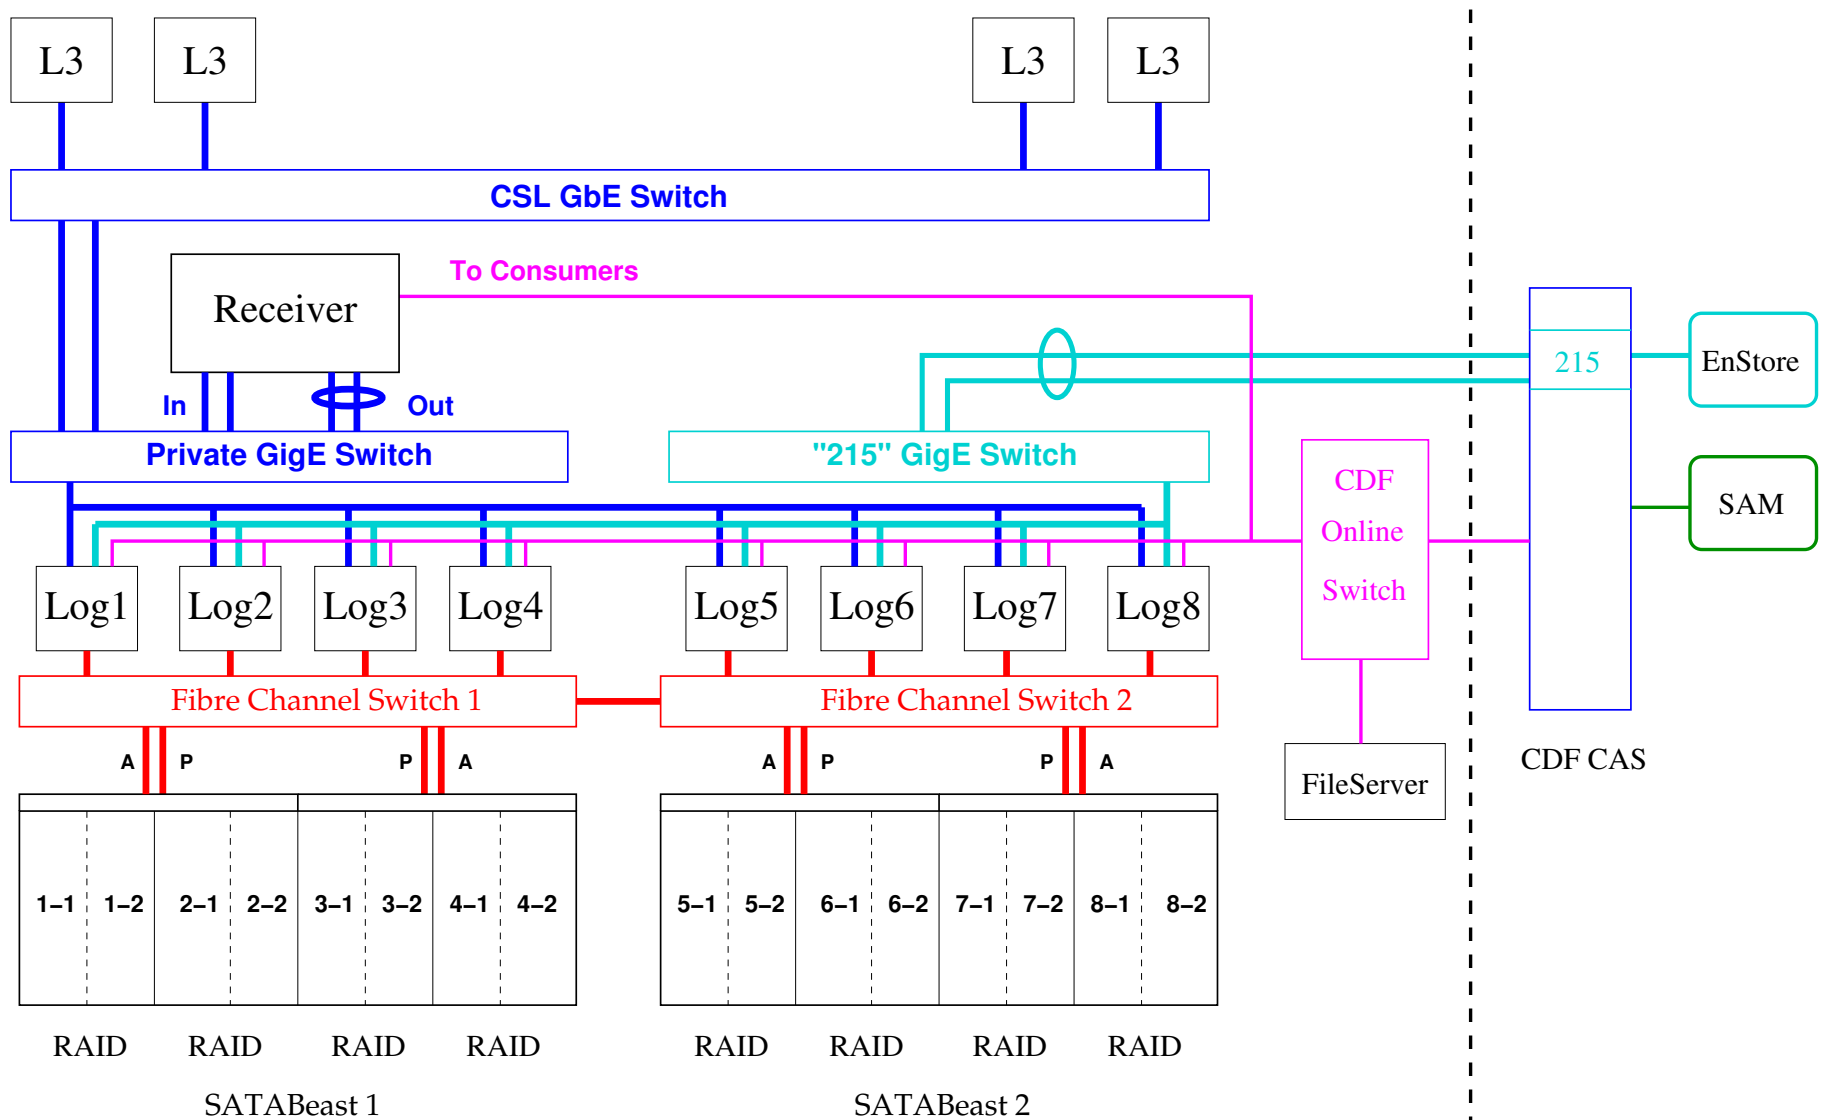 L3 L3 L3 L3
CSL GbE Switch
To Consumers
Receiver
In Out
215
EnStore
Private GigE Switch
"215" GigE Switch
CDF
Online
Switch
SAM
Log1 Log2 Log3 Log4 Log5 Log6 Log7 Log8
Fibre Channel Switch 1
Fibre Channel Switch 2
A P P A A P P A
FileServer
CDF CAS
1–1 1–2 2–1 2–2 3–1 3–2 4–1 4–2 5–1 5–2 6–1 6–2 7–1 7–2 8–1 8–2
RAID RAID RAID RAID RAID RAID RAID RAID
SATABeast 1
SATABeast 2